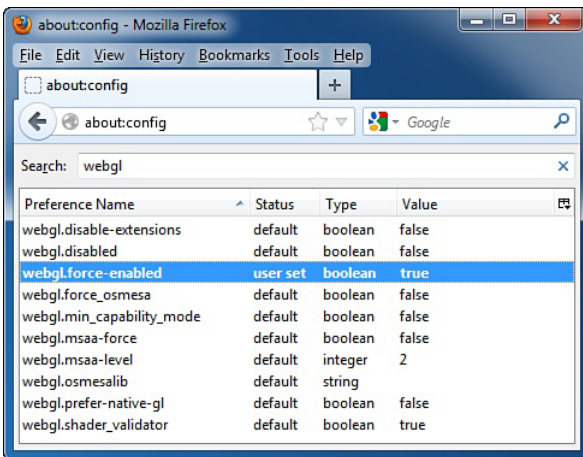 about:config - Mozilla Firefox
File Edit View History Bookmarks Tools Help
about:config
about:config Google
Search: webgl
Preference Name Status Type Value
webgl.disable-extensions default boolean false
webgl.disabled default boolean false
webgl.force-enabled user set boolean true
webgl.force_osmesa default boolean false
webgl.min_capability_mode default boolean false
webgl.msaa-force default boolean false
webgl.msaa-level default integer 2
webgl.osmesalib default string
webgl.prefer-native-gl default boolean false
webgl.shader_validator default boolean true